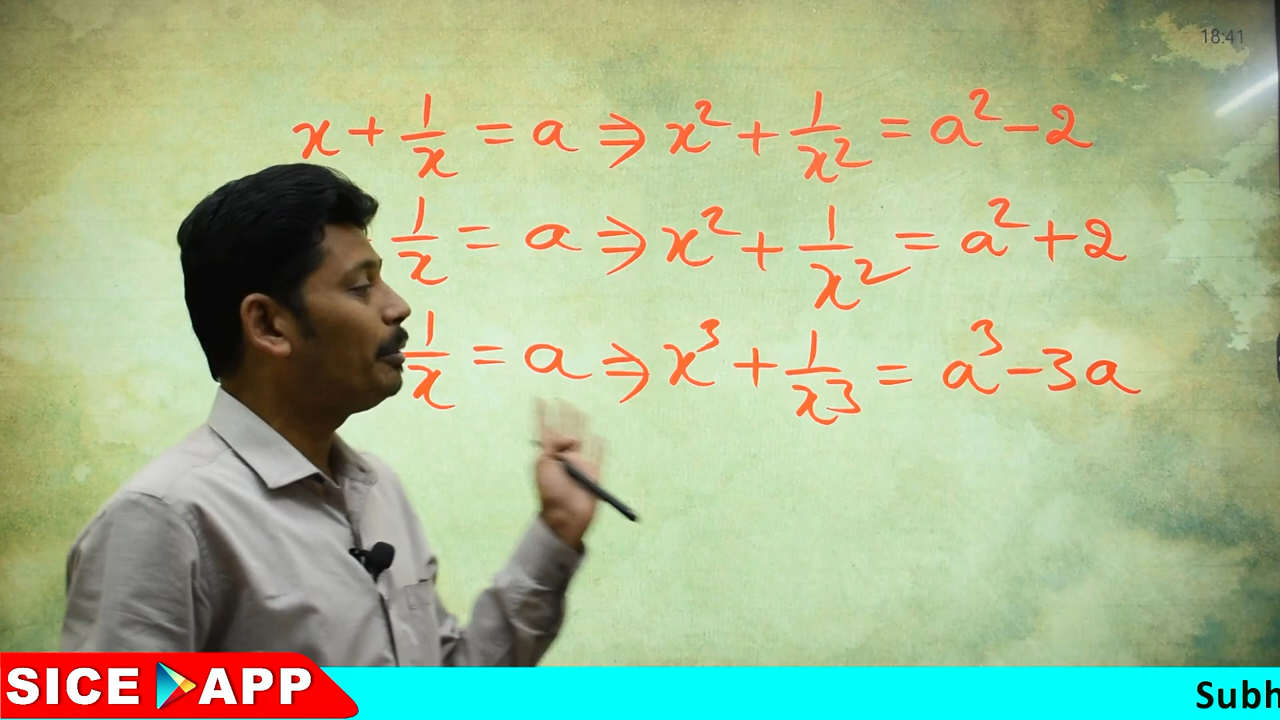 18:41
x + 1/x = a ⇒ x² + 1/x² = a² - 2
1/x = a ⇒ x² + 1/x² = a² + 2
1/x = a ⇒ x³ + 1/x³ = a³ - 3a
SICE APP
Subh